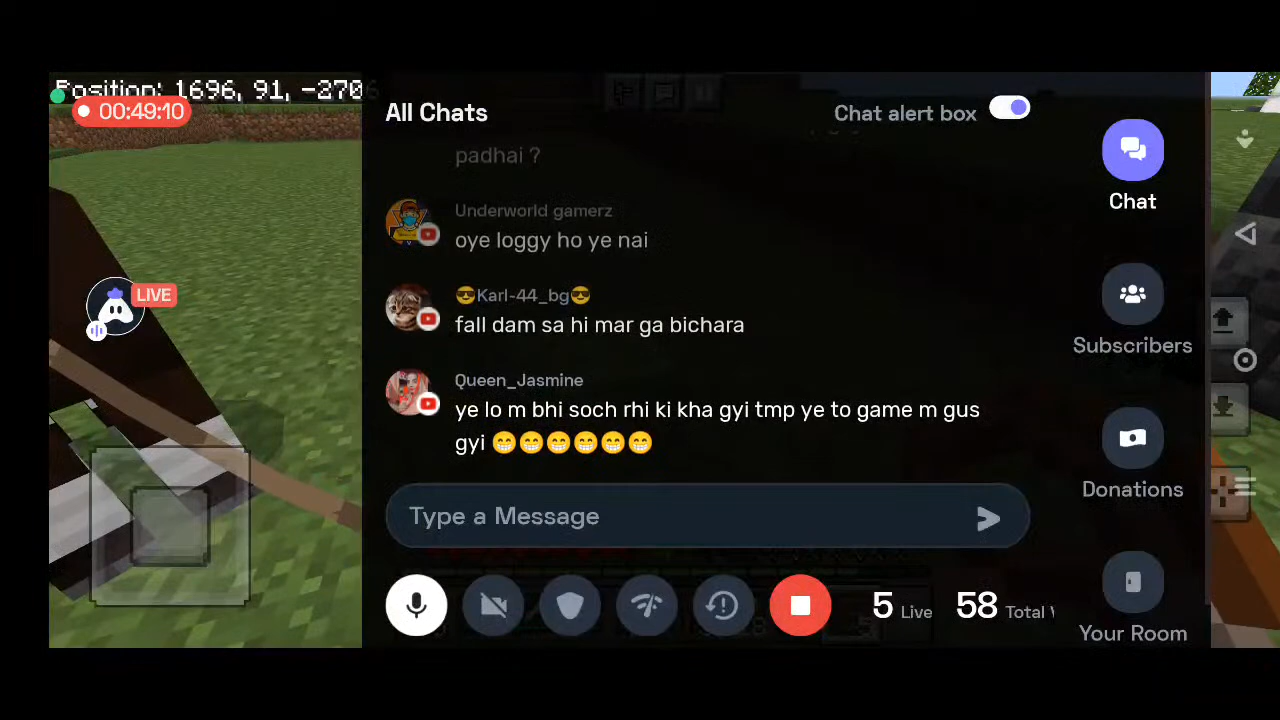 Position: 1696, 91, -2706
00:49:10
LIVE
All Chats
Chat alert box
padhai ?
Underworld gamerz
oye loggy ho ye nai
😎Karl-44_bg😎
fall dam sa hi mar ga bichara
Queen_Jasmine
ye lo m bhi soch rhi ki kha gyi tmp ye to game m gus
gyi 😁😁😁😁😁😁
Type a Message
5 Live 58 Total
Chat
Subscribers
Donations
Your Room